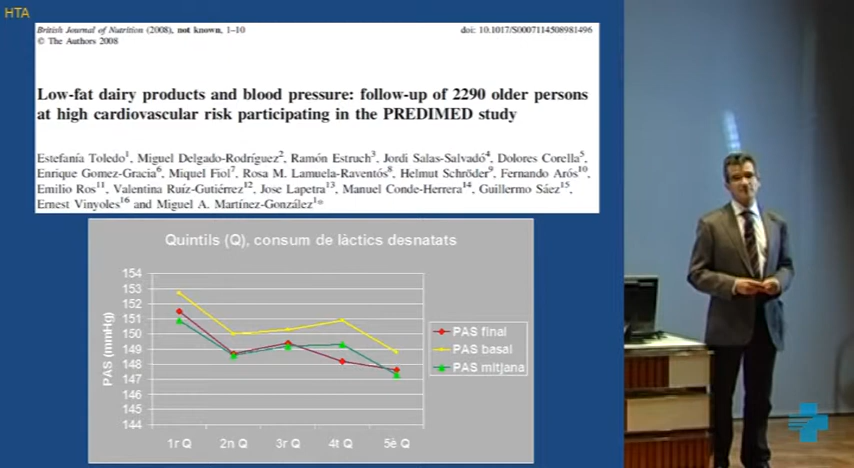 HTA
British Journal of Nutrition (2008), not known, 1–10
doi: 10.1017/S0007114508981496
© The Authors 2008
Low-fat dairy products and blood pressure: follow-up of 2290 older persons
at high cardiovascular risk participating in the PREDIMED study
Estefanía Toledo1, Miguel Delgado-Rodríguez2, Ramón Estruch3, Jordi Salas-Salvadó4, Dolores Corella5,
Enrique Gomez-Gracia6, Miquel Fiol7, Rosa M. Lamuela-Raventós8, Helmut Schröder9, Fernando Arós10,
Emilio Ros11, Valentina Ruíz-Gutiérrez12, Jose Lapetra13, Manuel Conde-Herrera14, Guillermo Sáez15,
Ernest Vinyoles16 and Miguel A. Martínez-González1*
Quintils (Q), consum de làctics desnatats
PAS (mmHg)
154
153
152
151
150
149
148
147
146
145
144
1r Q 2n Q 3r Q 4t Q 5è Q
PAS final
PAS basal
PAS mitjana